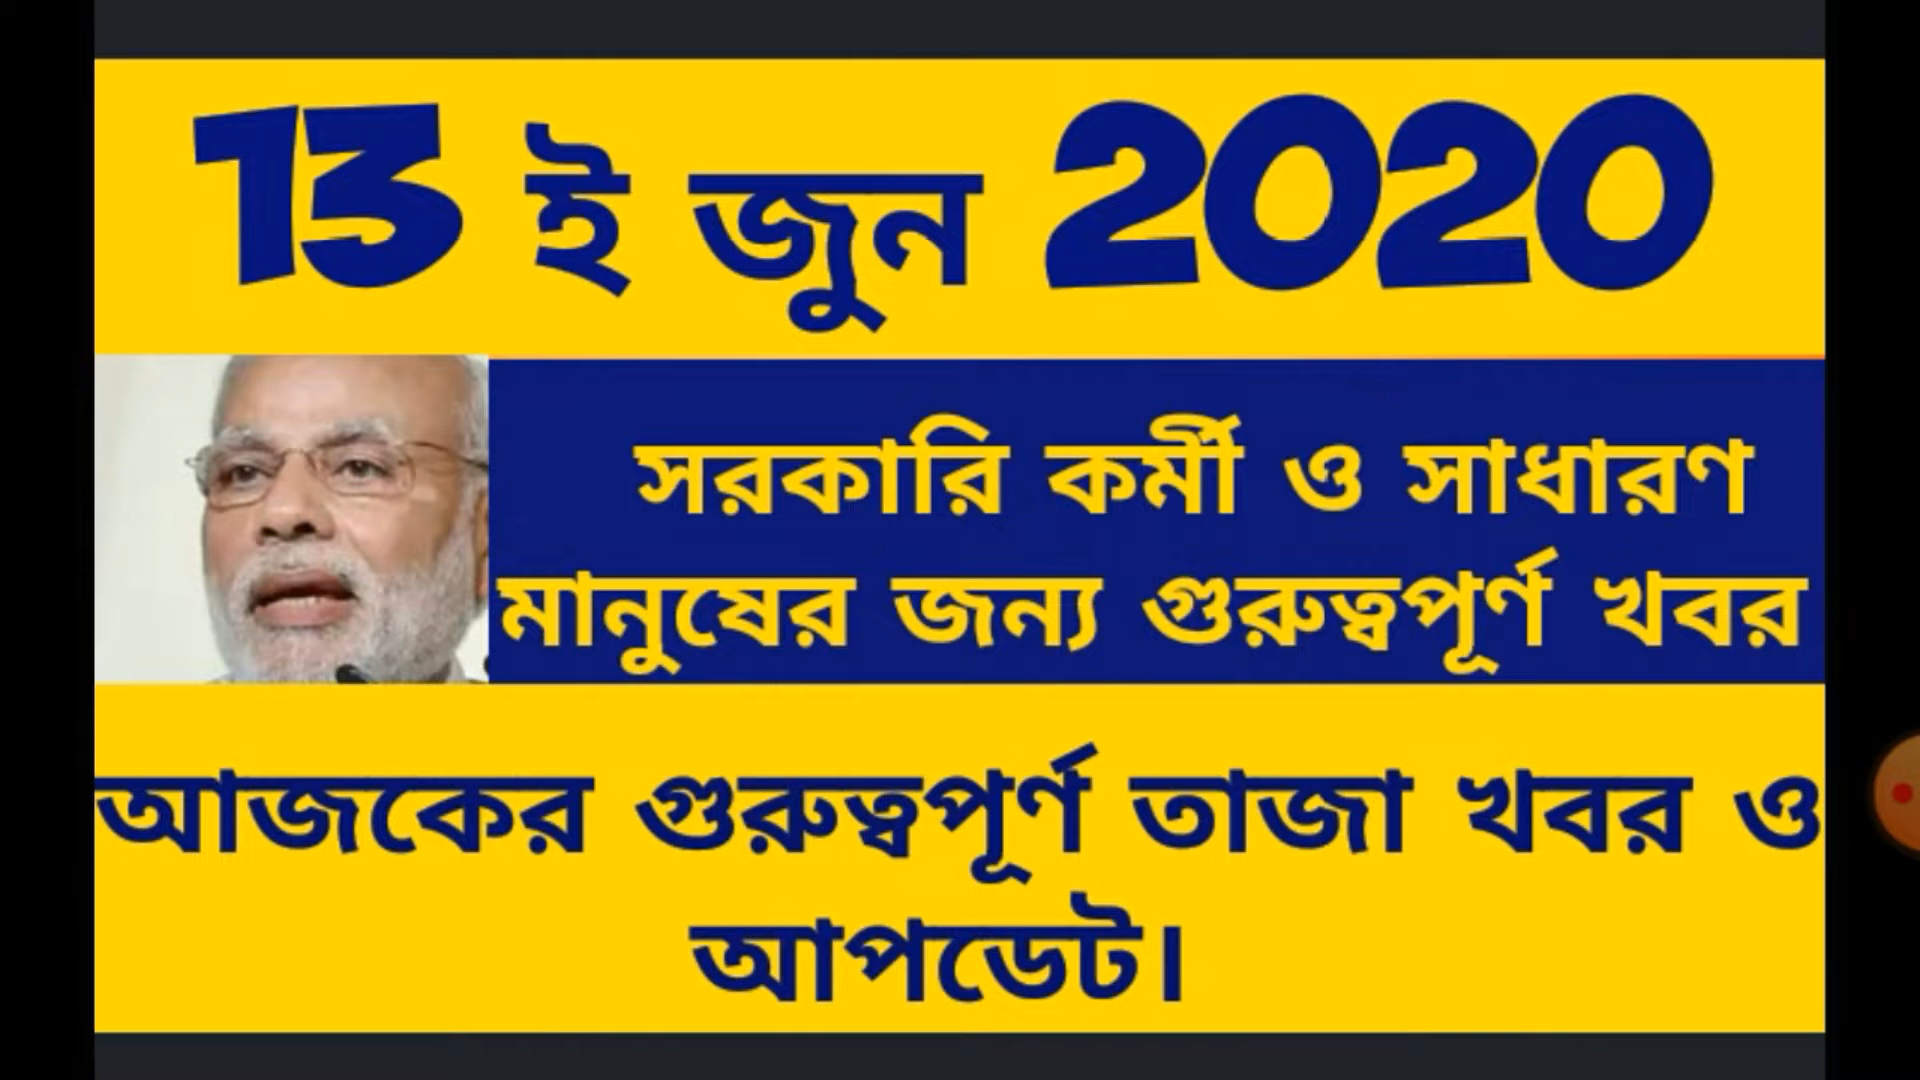 13 ই জুন 2020
সরকারি কর্মী ও সাধারণ
মানুষের জন্য গুরুত্বপূর্ণ খবর
আজকের গুরুত্বপূর্ণ তাজা খবর ও
আপডেট।